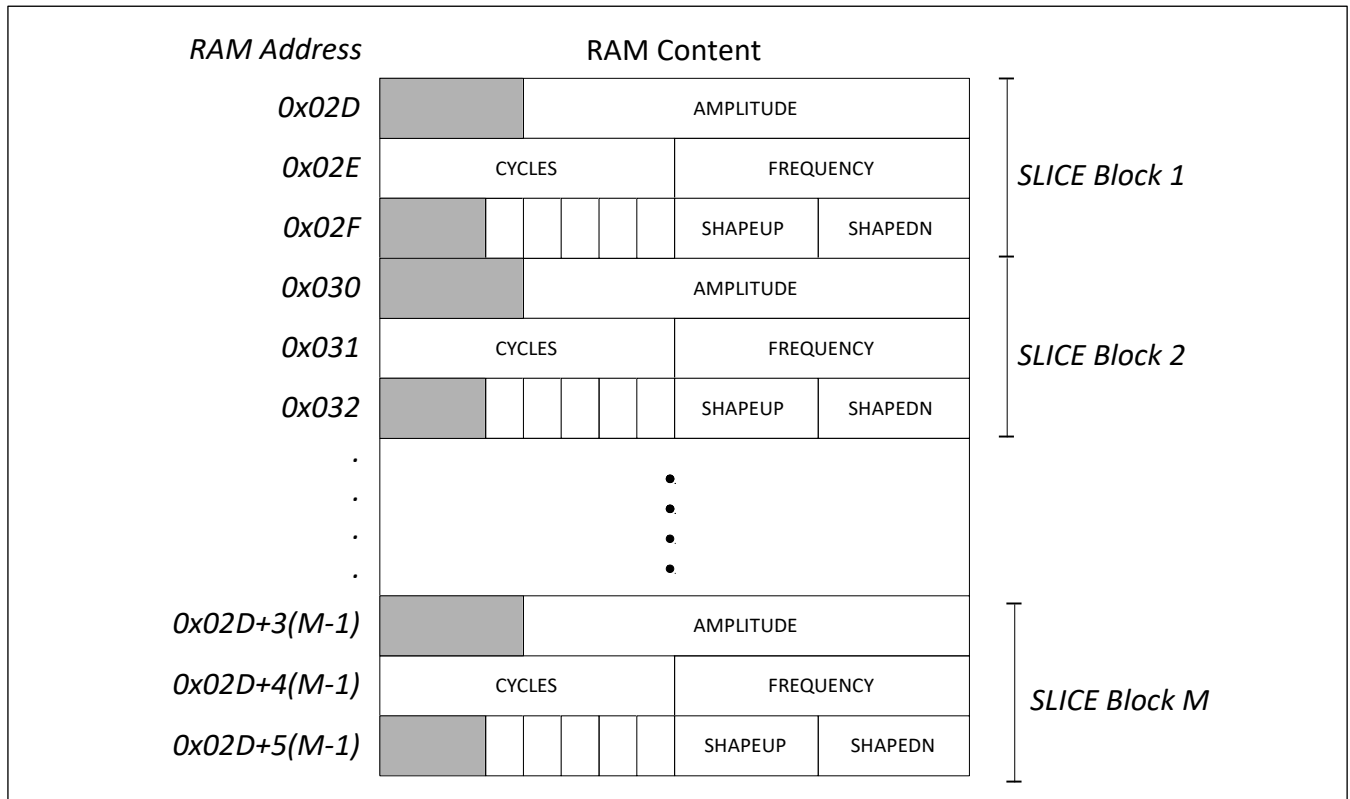 RAM Address RAM Content
0x02D AMPLITUDE
0x02E CYCLES FREQUENCY SLICE Block 1
0x02F SHAPEUP SHAPEDN
0x030 AMPLITUDE
0x031 CYCLES FREQUENCY SLICE Block 2
0x032 SHAPEUP SHAPEDN
.
.
.
.
0x02D+3(M-1) AMPLITUDE
0x02D+4(M-1) CYCLES FREQUENCY SLICE Block M
0x02D+5(M-1) SHAPEUP SHAPEDN